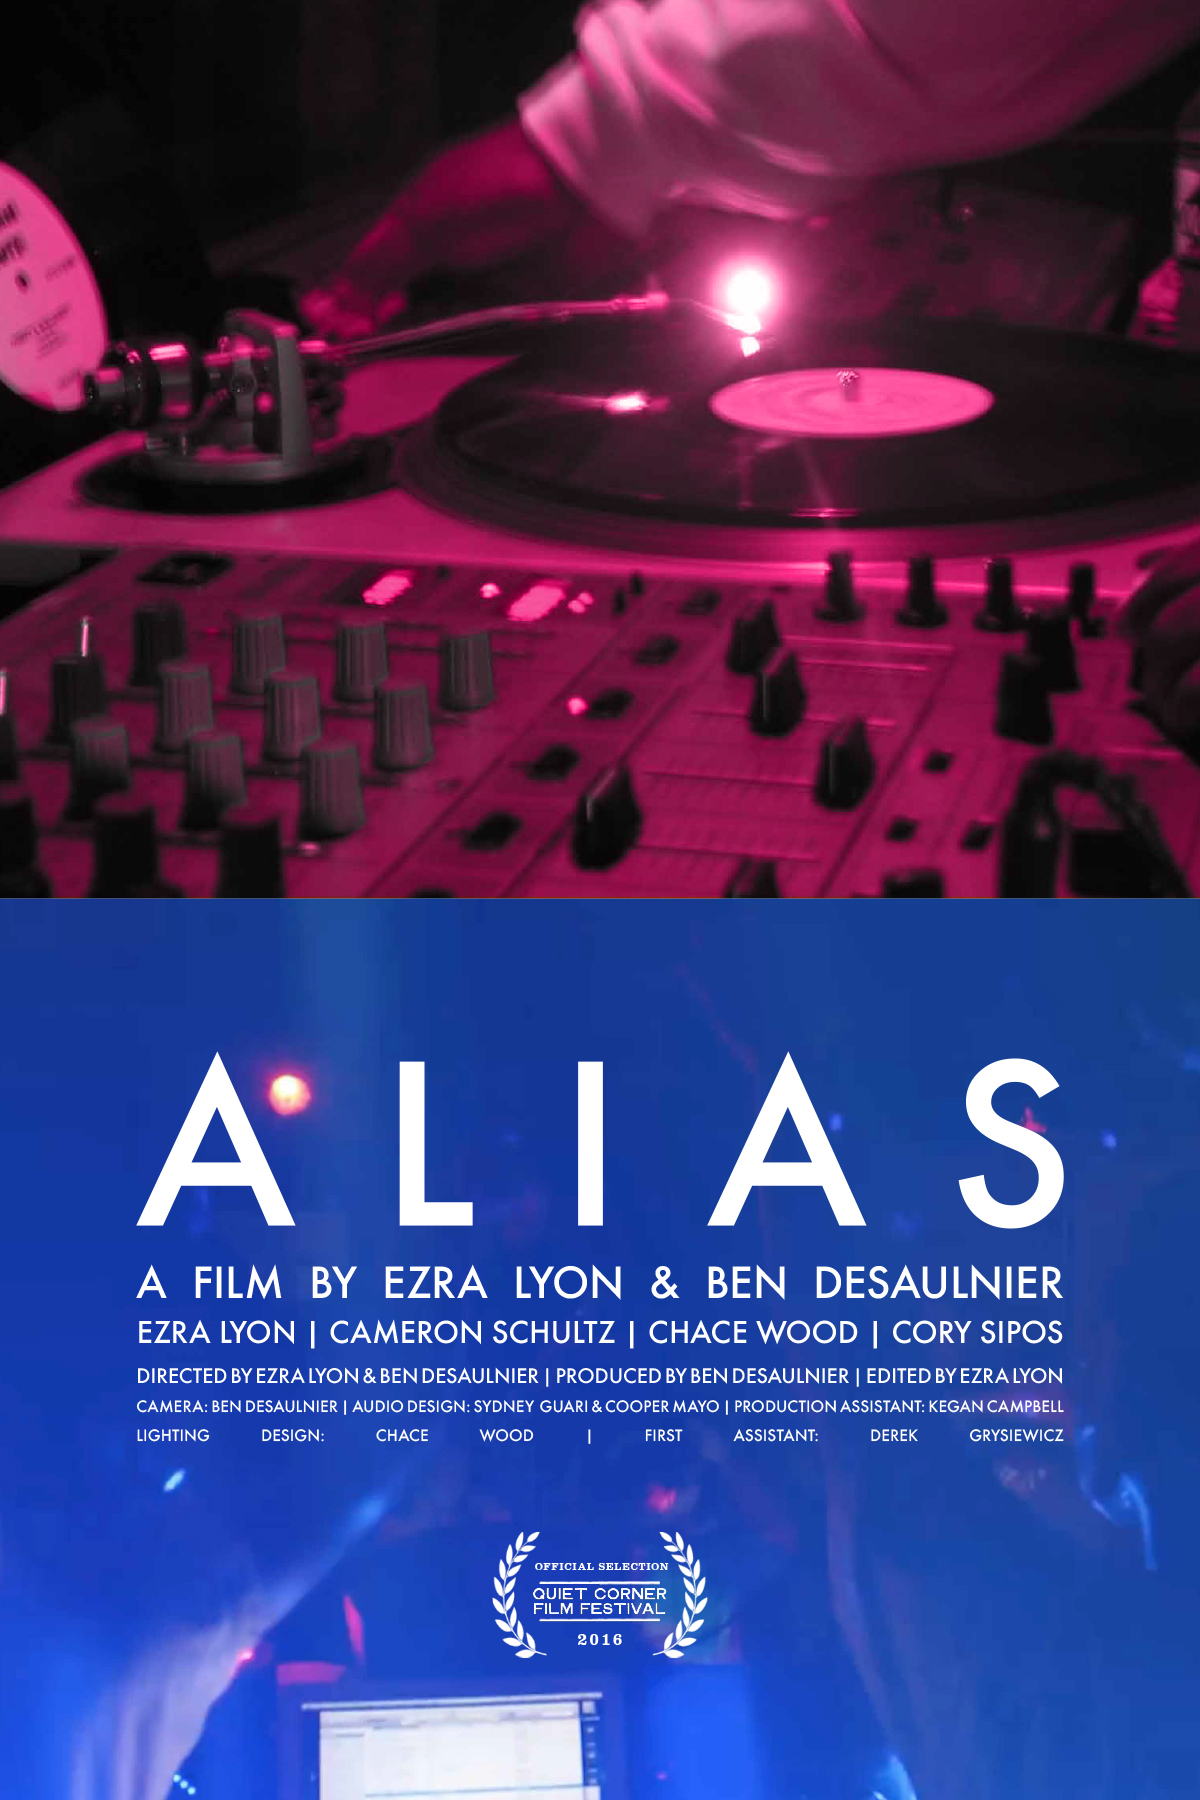 ALIAS
A FILM BY EZRA LYON & BEN DESAULNIER
EZRA LYON | CAMERON SCHULTZ | CHACE WOOD | CORY SIPOS
DIRECTED BY EZRA LYON & BEN DESAULNIER | PRODUCED BY BEN DESAULNIER | EDITED BY EZRA LYON
CAMERA: BEN DESAULNIER | AUDIO DESIGN: SYDNEY GUARI & COOPER MAYO | PRODUCTION ASSISTANT: KEGAN CAMPBELL
LIGHTING DESIGN: CHACE WOOD | FIRST ASSISTANT: DEREK GRYSIEWICZ
OFFICIAL SELECTION
QUIET CORNER
FILM FESTIVAL
2016